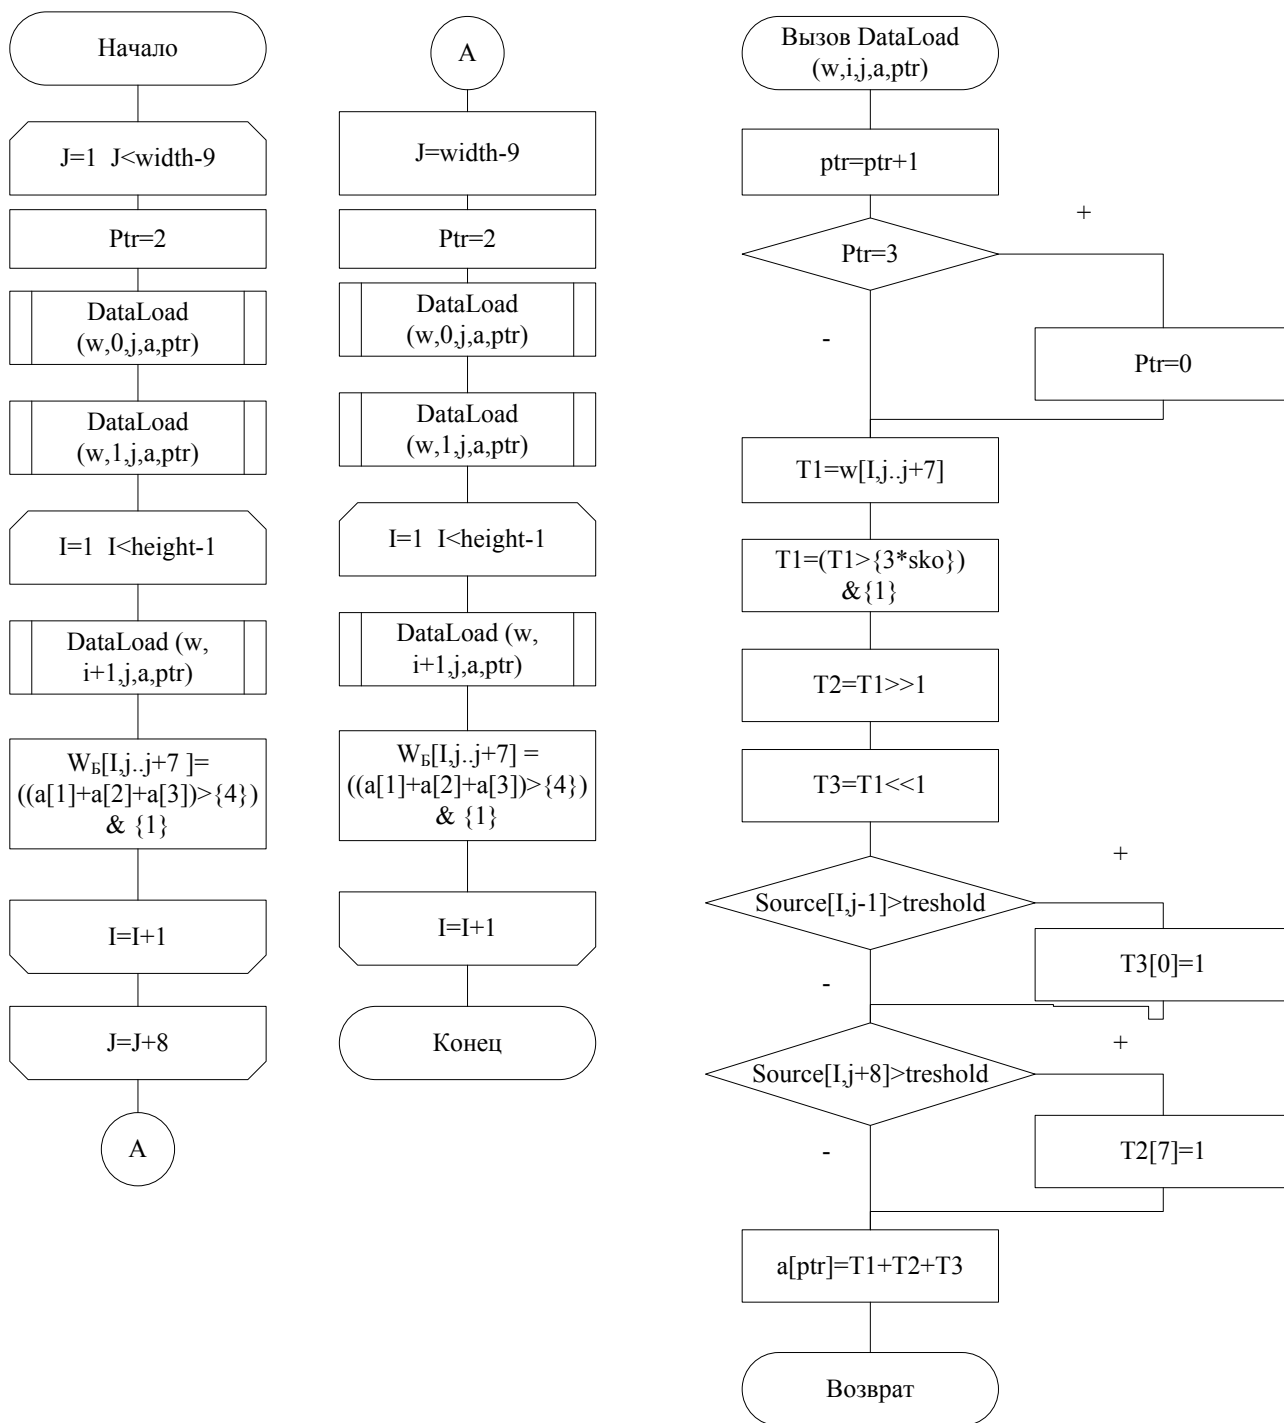 Начало
J=1 J<width-9
Ptr=2
DataLoad
(w,0,j,a,ptr)
DataLoad
(w,1,j,a,ptr)
I=1 I<height-1
DataLoad (w,
i+1,j,a,ptr)
WБ[I,j..j+7 ]=
((a[1]+a[2]+a[3])>{4})
& {1}
I=I+1
J=J+8
A
A
J=width-9
Ptr=2
DataLoad
(w,0,j,a,ptr)
DataLoad
(w,1,j,a,ptr)
I=1 I<height-1
DataLoad (w,
i+1,j,a,ptr)
WБ[I,j..j+7] =
((a[1]+a[2]+a[3])>{4})
& {1}
I=I+1
Конец
Вызов DataLoad
(w,i,j,a,ptr)
ptr=ptr+1
Ptr=3
+
-
Ptr=0
T1=w[I,j..j+7]
T1=(T1>{3*sko})
&{1}
T2=T1>>1
T3=T1<<1
Source[I,j-1]>treshold
+
-
T3[0]=1
Source[I,j+8]>treshold
+
-
T2[7]=1
a[ptr]=T1+T2+T3
Возврат